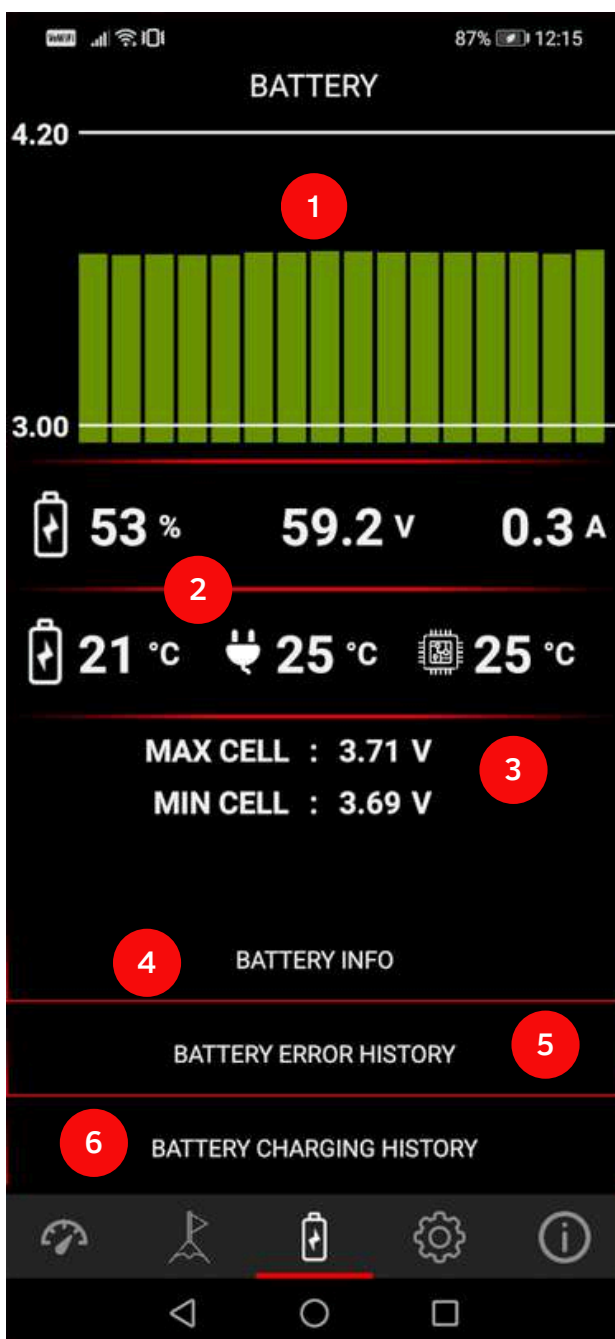 VoWiFi 87% 12:15
BATTERY
4.20
1
3.00
53 % 59.2 V 0.3 A
2
21 °C 25 °C 25 °C
MAX CELL : 3.71 V
3
MIN CELL : 3.69 V
4 BATTERY INFO
BATTERY ERROR HISTORY 5
6 BATTERY CHARGING HISTORY